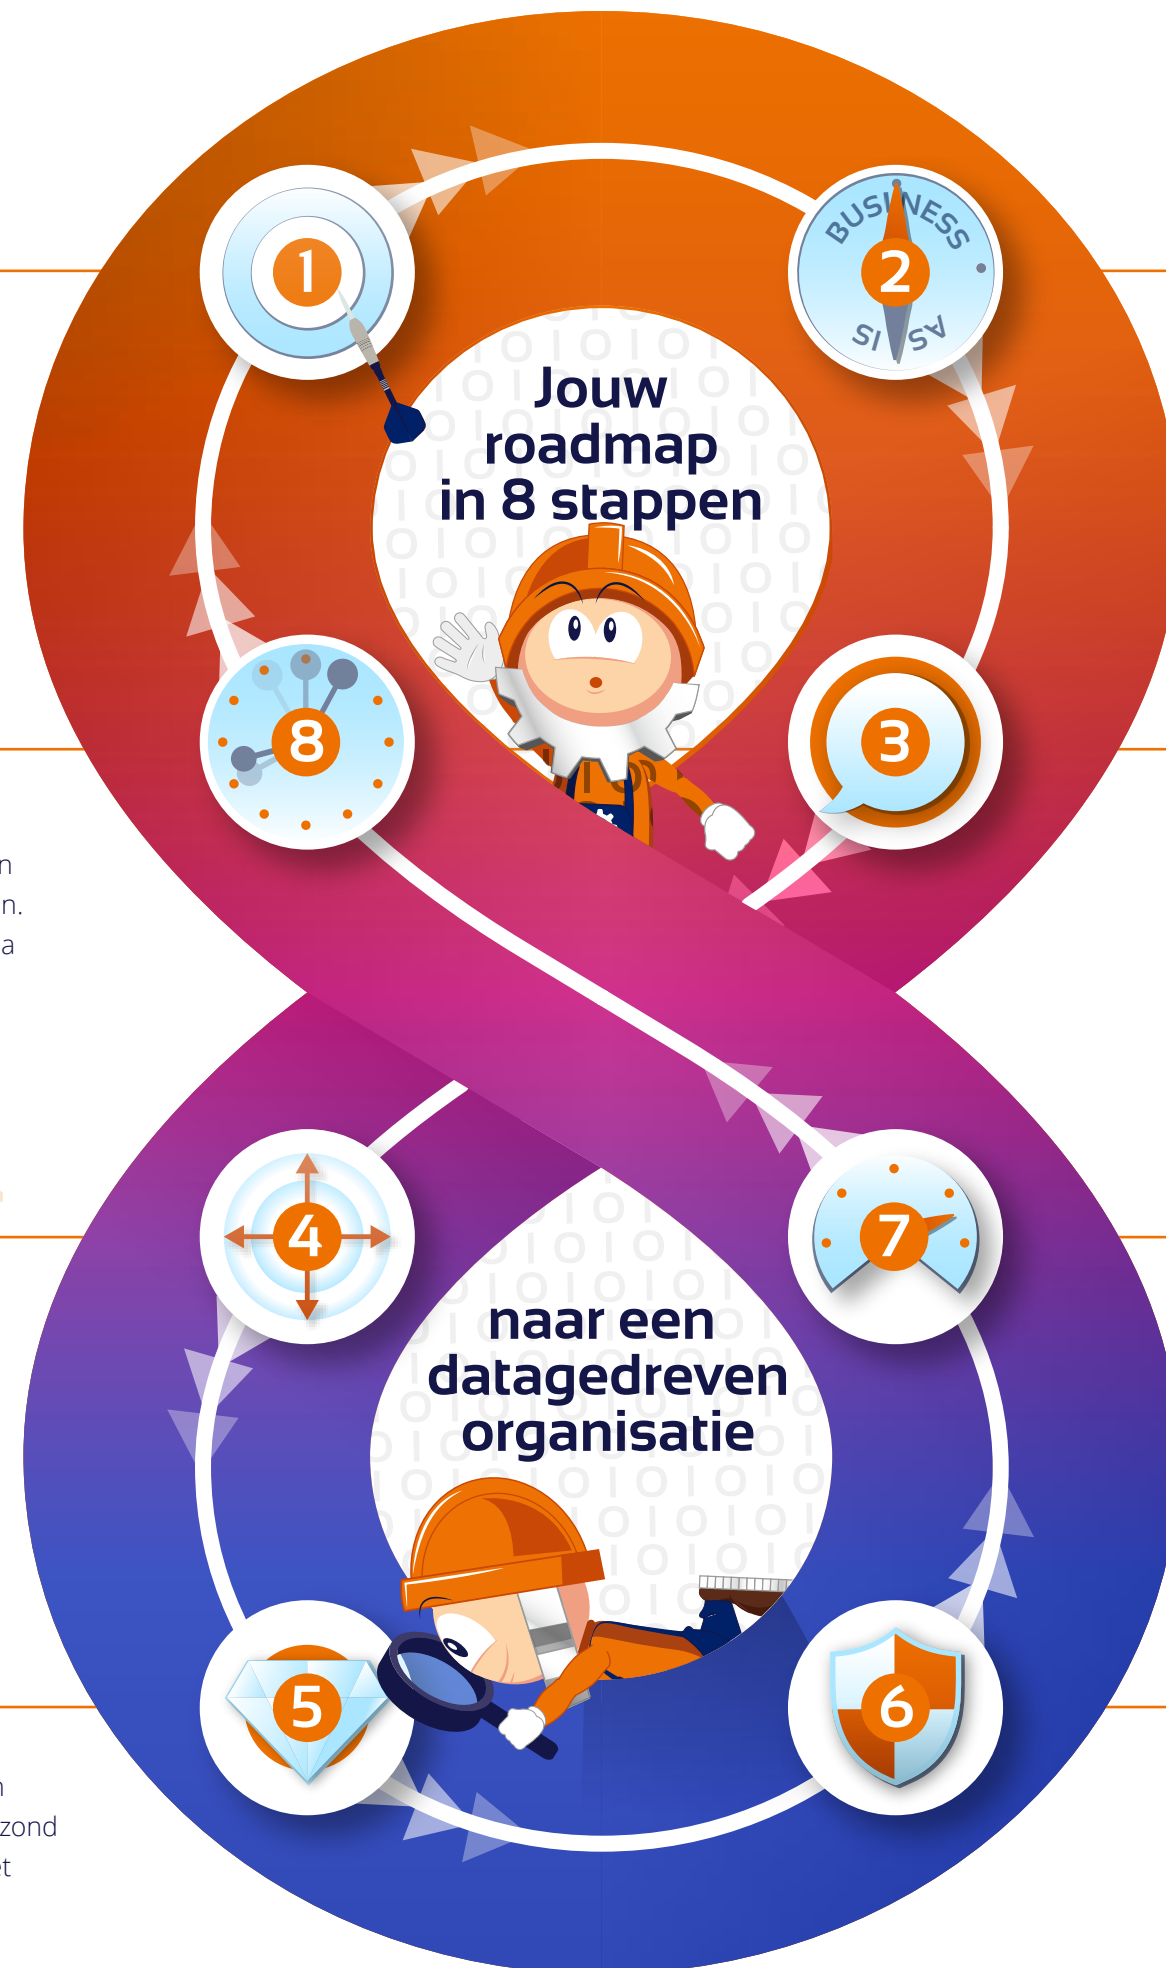 1
BUSINESS
2
AS IS
Jouw
roadmap
in 8 stappen
8
3
n
n.
a
4
7
naar een
datagedreven
organisatie
5
6
zond